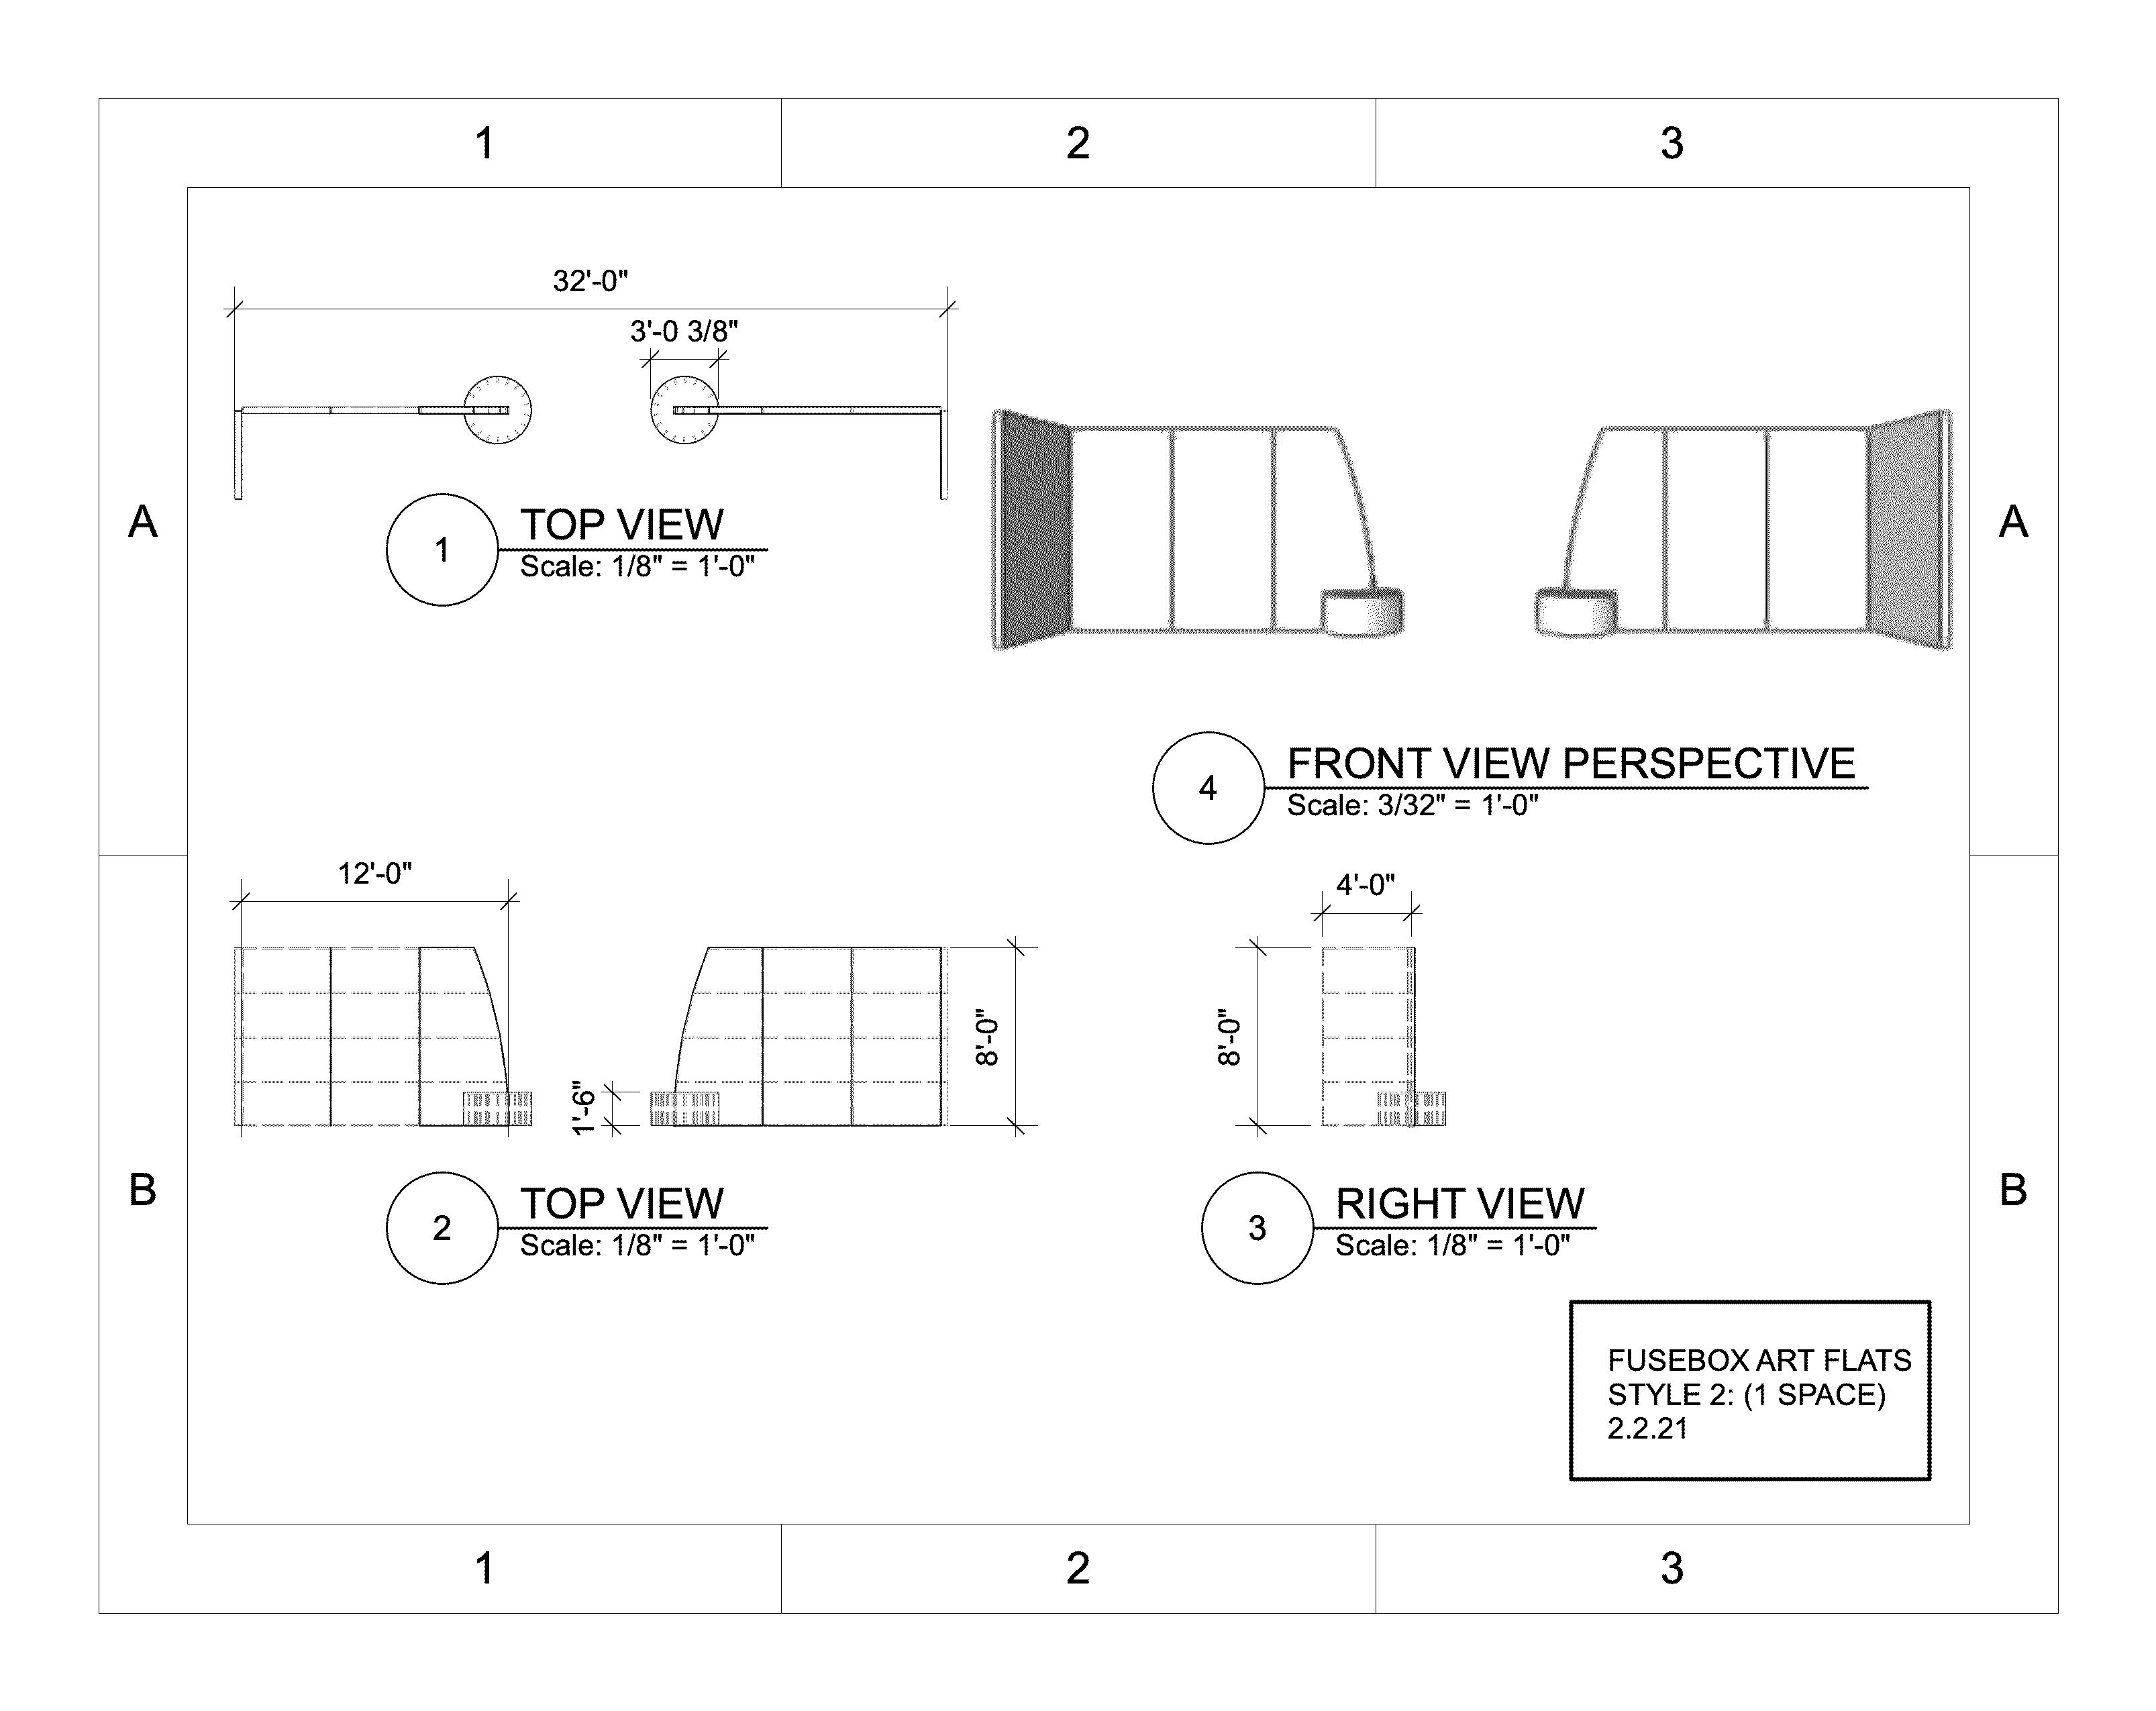 1
2
3
A
A
32'-0"
3'-0 3/8"
1
TOP VIEW
Scale: 1/8" = 1'-0"
4
FRONT VIEW PERSPECTIVE
Scale: 3/32" = 1'-0"
12'-0"
4'-0"
8'-0"
8'-0"
1'-6"
2
TOP VIEW
Scale: 1/8" = 1'-0"
3
RIGHT VIEW
Scale: 1/8" = 1'-0"
B
B
FUSEBOX ART FLATS
STYLE 2: (1 SPACE)
2.2.21
1
2
3